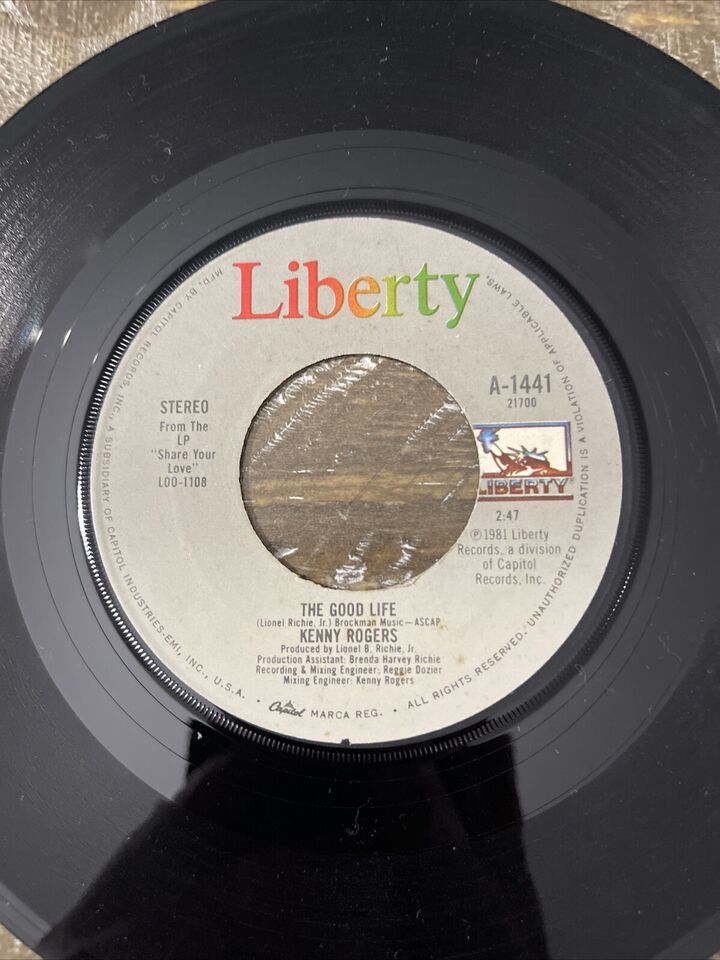 Liberty
STEREO
From The
LP
"Share Your
Love"
LOO-1108
A-1441
21700
LIBERTY®
2:47
℗1981 Liberty
Records, a division
of Capitol
Records, Inc.
THE GOOD LIFE
(Lionel Richie, Jr.) Brockman Music—ASCAP
KENNY ROGERS
Produced by Lionel B. Richie, Jr.
Production Assistant: Brenda Harvey Richie
Recording & Mixing Engineer: Reggie Dozier
Mixing Engineer: Kenny Rogers
MFD. BY CAPITOL RECORDS, INC., A SUBSIDIARY OF CAPITOL INDUSTRIES-EMI, INC., U.S.A. • Capitol MARCA REG. • ALL RIGHTS RESERVED. • UNAUTHORIZED DUPLICATION IS A VIOLATION OF APPLICABLE LAWS.